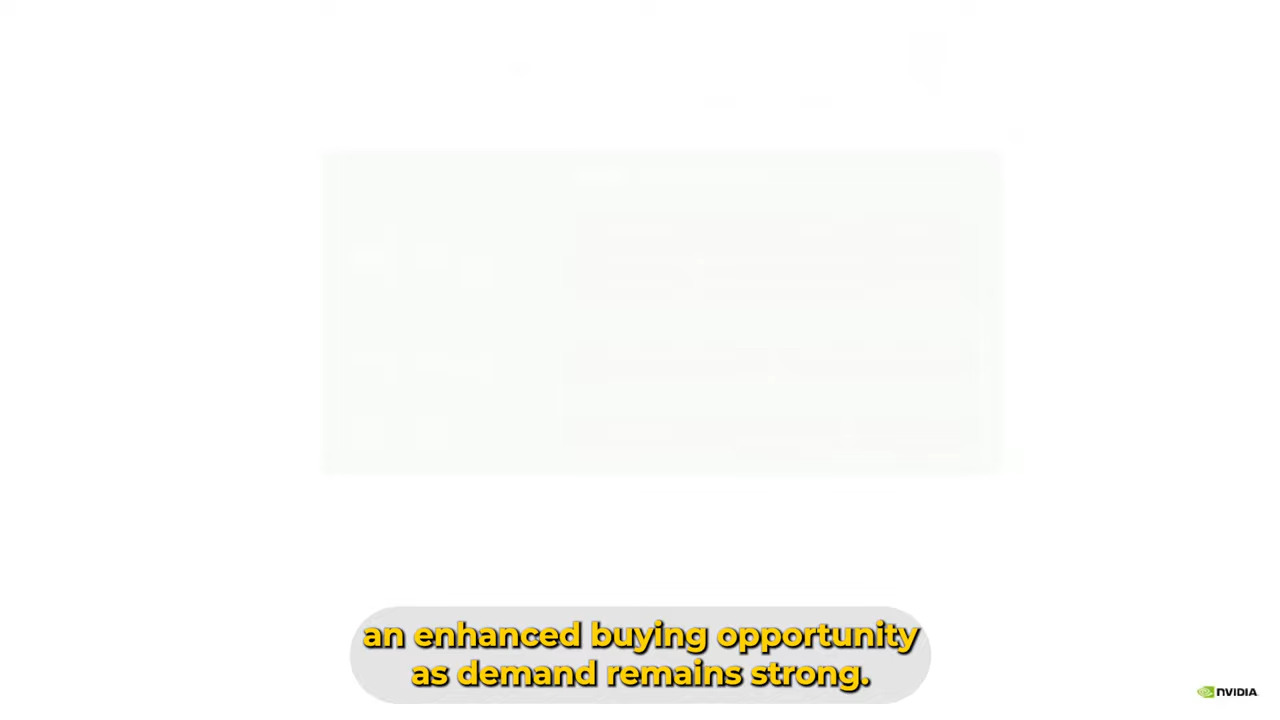 an enhanced buying opportunity
as demand remains strong.
NVIDIA